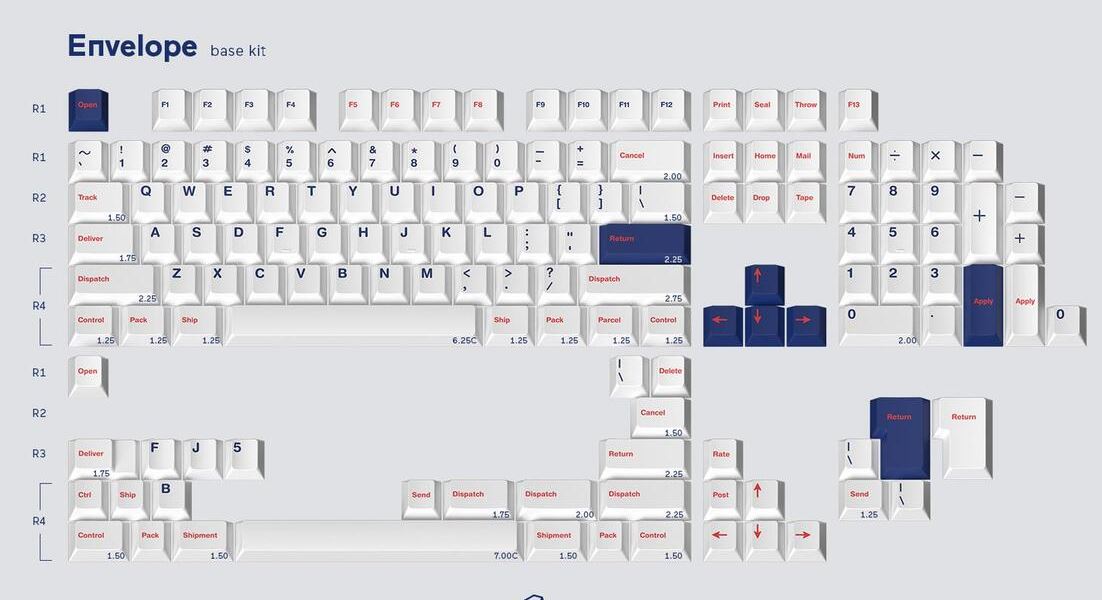 Envelope base kit
R1 Open F1 F2 F3 F4 F5 F6 F7 F8 F9 F10 F11 F12 Print Seal Throw F13
R1 ~ ` ! 1 @ 2 # 3 $ 4 % 5 ^ 6 & 7 * 8 ( 9 ) 0 — - + = Cancel 2.00 Insert Home Mail Num ÷ × −
R2 Track 1.50 Q W E R T Y U I O P { [ } ] | \ 1.50 Delete Drop Tape 7 8 9 + −
R3 Deliver 1.75 A S D F G H J K L : ; " ' Return 2.25 4 5 6 +
R4 Dispatch 2.25 Z X C V B N M < , > . ? / Dispatch 2.75 ↑ 1 2 3 Apply Apply
Control 1.25 Pack 1.25 Ship 1.25 6.25C Ship 1.25 Pack 1.25 Parcel 1.25 Control 1.25 ← ↓ → 0 2.00 . 0
R1 Open | \ Delete
R2 Cancel 1.50 Return Return
R3 Deliver 1.75 F J 5 Return 2.25 Rate | \
R4 Ctrl Ship B Send Dispatch 1.75 Dispatch 2.00 Dispatch 2.25 Post ↑ Send 1.25 | \
Control 1.50 Pack Shipment 1.50 7.00C Shipment 1.50 Pack Control 1.50 ← ↓ →